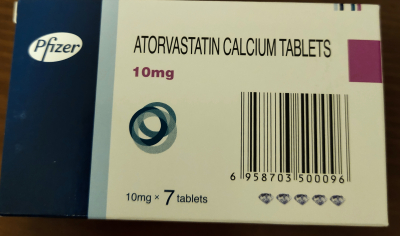 Pfizer
ATORVASTATIN CALCIUM TABLETS
10mg
6 958703 500096
10mg × 7 tablets